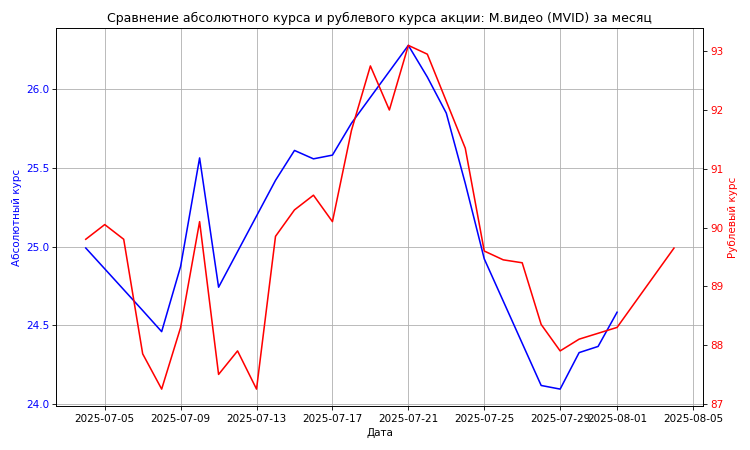 Сравнение абсолютного курса и рублевого курса акции: М.видео (MVID) за месяц
Абсолютный курс
26.0
25.5
25.0
24.5
24.0
93
92
91
90
89
88
87
Рублевый курс
2025-07-05 2025-07-09 2025-07-13 2025-07-17 2025-07-21 2025-07-25 2025-07-29 2025-08-01 2025-08-05
Дата